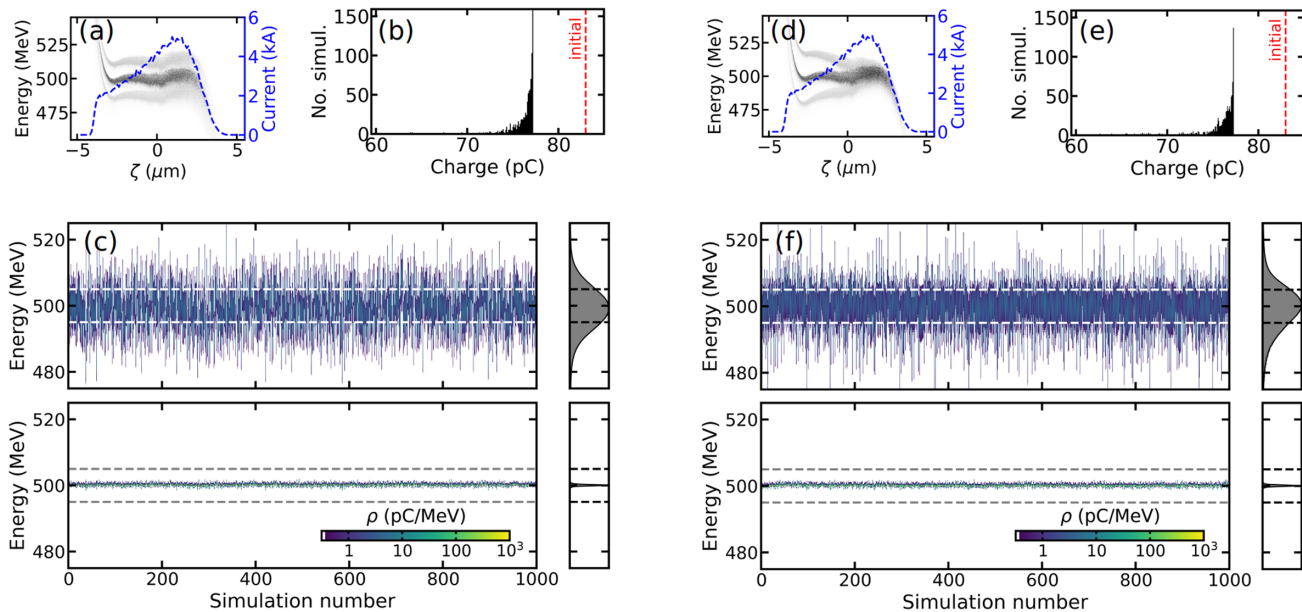 (a)
Energy (MeV)
525
500
475
−5
0
5
ζ (μm)
6
4
2
0
Current (kA)
(b)
No. simul.
150
100
50
0
60
70
80
Charge (pC)
initial
(d)
Energy (MeV)
525
500
475
−5
0
5
ζ (μm)
6
4
2
0
Current (kA)
(e)
No. simul.
150
100
50
0
60
70
80
Charge (pC)
initial
(c)
Energy (MeV)
520
500
480
Energy (MeV)
520
500
480
ρ (pC/MeV)
1 10 100 10³
0 200 400 600 800 1000
Simulation number
(f)
Energy (MeV)
520
500
480
Energy (MeV)
520
500
480
ρ (pC/MeV)
1 10 100 10³
0 200 400 600 800 1000
Simulation number